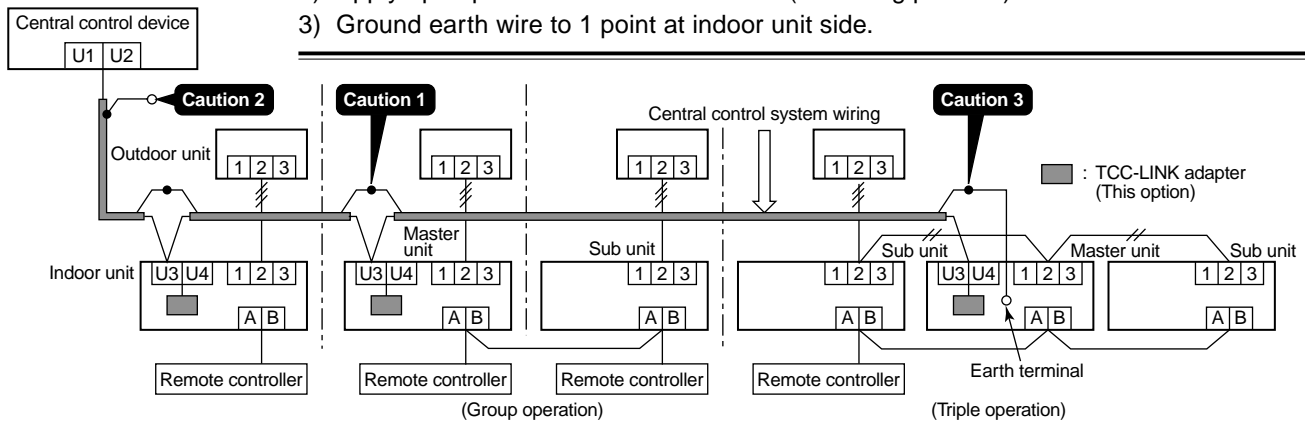 3) Ground earth wire to 1 point at indoor unit side.
Central control device
U1 U2
Caution 2
Caution 1
Caution 3
Central control system wiring
Outdoor unit
1 2 3
1 2 3
1 2 3
1 2 3
: TCC-LINK adapter
(This option)
Master
unit
Sub unit
Sub unit
Master unit
Sub unit
Indoor unit
U3 U4
1 2 3
U3 U4
1 2 3
1 2 3
1 2 3
U3 U4
1 2 3
1 2 3
A B
A B
A B
A B
A B
A B
Remote controller
Remote controller
Remote controller
Remote controller
Earth terminal
(Group operation)
(Triple operation)